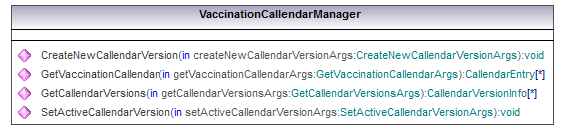 VaccinationCallendarManager
CreateNewCallendarVersion(in createNewCallendarVersionArgs:CreateNewCallendarVersionArgs):void
GetVaccinationCallendar(in getVaccinationCallendarArgs:GetVaccinationCallendarArgs):CallendarEntry[*]
GetCallendarVersions(in getCallendarVersionsArgs:GetCallendarVersionsArgs):CallendarVersionInfo[*]
SetActiveCallendarVersion(in setActiveCallendarVersionArgs:SetActiveCallendarVersionArgs):void